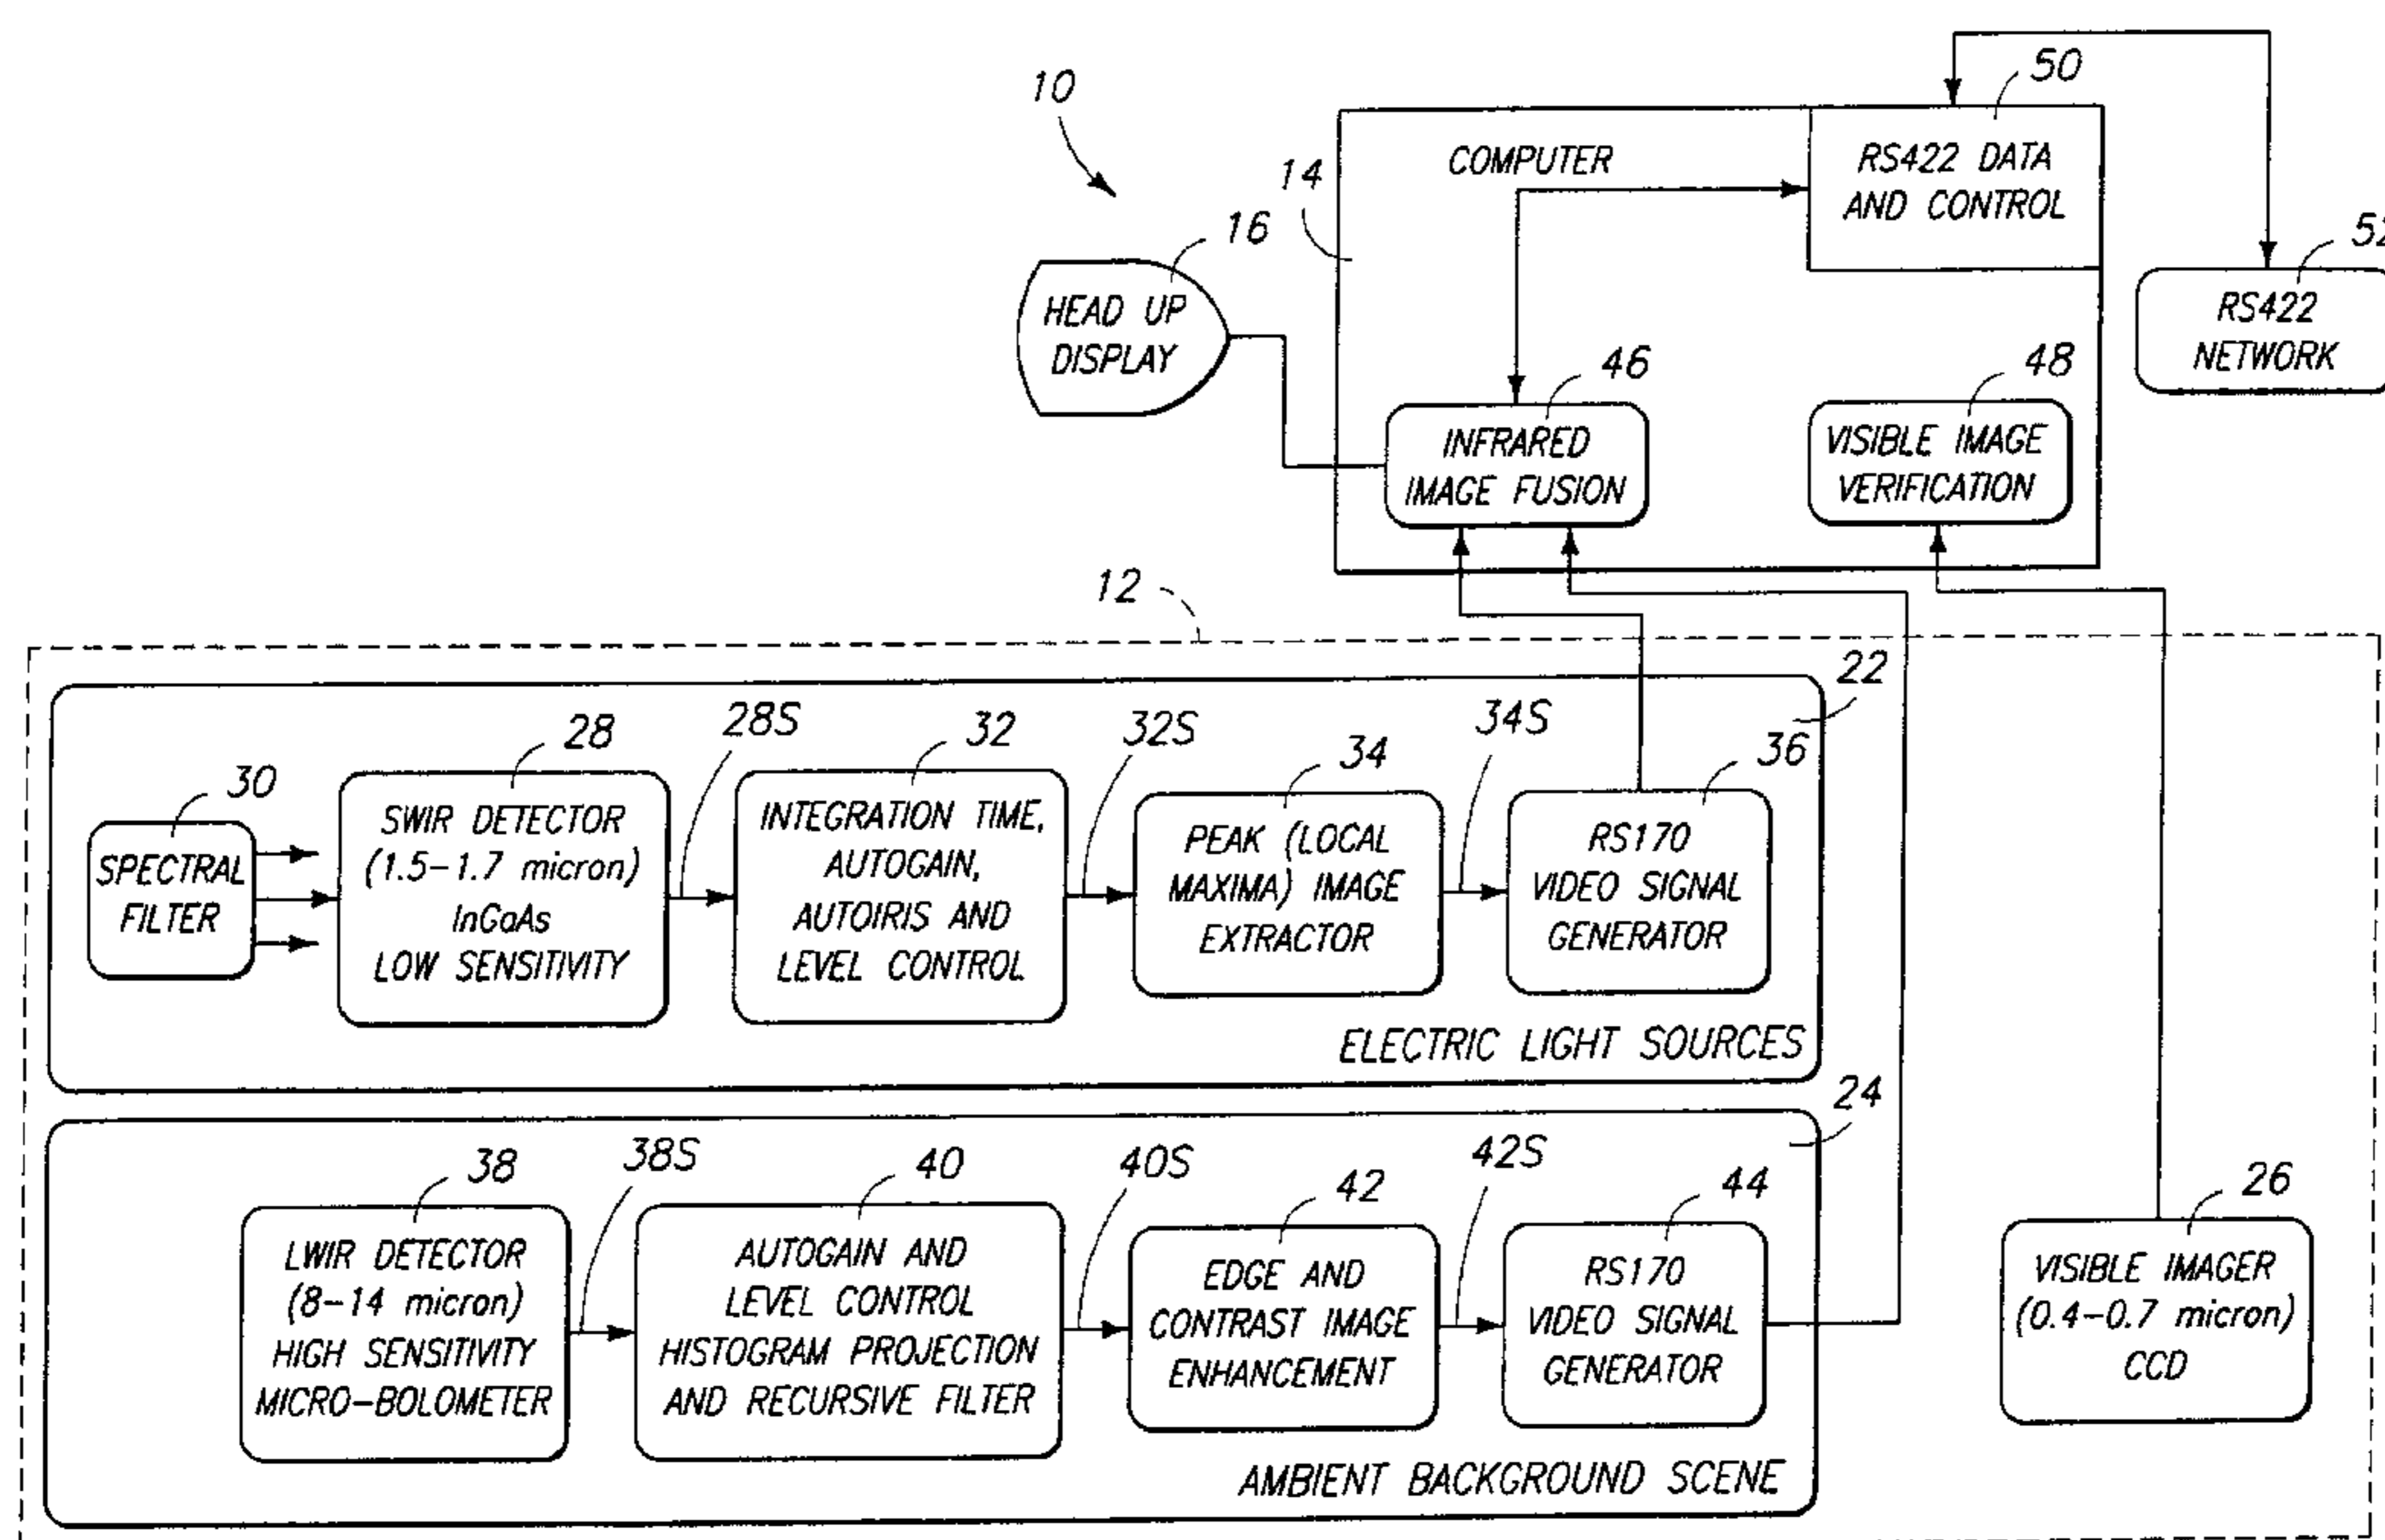 10
50
COMPUTER
RS422 DATA
AND CONTROL
14
16
HEAD UP
DISPLAY
52
RS422
NETWORK
46
48
INFRARED
IMAGE FUSION
VISIBLE IMAGE
VERIFICATION
12
22
30
SPECTRAL
FILTER
28
SWIR DETECTOR
(1.5-1.7 micron)
InGaAs
LOW SENSITIVITY
28S
32
INTEGRATION TIME,
AUTOGAIN,
AUTOIRIS AND
LEVEL CONTROL
32S
34
PEAK (LOCAL
MAXIMA) IMAGE
EXTRACTOR
34S
36
RS170
VIDEO SIGNAL
GENERATOR
ELECTRIC LIGHT SOURCES
24
38
LWIR DETECTOR
(8-14 micron)
HIGH SENSITIVITY
MICRO-BOLOMETER
38S
40
AUTOGAIN AND
LEVEL CONTROL
HISTOGRAM PROJECTION
AND RECURSIVE FILTER
40S
42
EDGE AND
CONTRAST IMAGE
ENHANCEMENT
42S
44
RS170
VIDEO SIGNAL
GENERATOR
AMBIENT BACKGROUND SCENE
26
VISIBLE IMAGER
(0.4-0.7 micron)
CCD